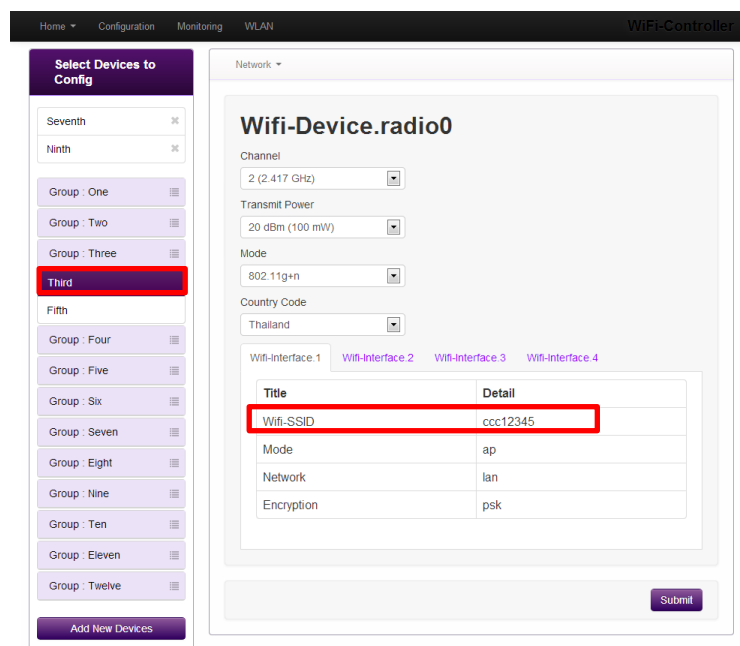 Home Configuration Monitoring WLAN WiFi-Controller
Select Devices to
Config
Seventh
Ninth
Group : One
Group : Two
Group : Three
Third
Fifth
Group : Four
Group : Five
Group : Six
Group : Seven
Group : Eight
Group : Nine
Group : Ten
Group : Eleven
Group : Twelve
Add New Devices
Network
Wifi-Device.radio0
Channel
2 (2.417 GHz)
Transmit Power
20 dBm (100 mW)
Mode
802.11g+n
Country Code
Thailand
Wifi-Interface.1 Wifi-Interface.2 Wifi-Interface.3 Wifi-Interface.4
Title Detail
Wifi-SSID ccc12345
Mode ap
Network lan
Encryption psk
Submit